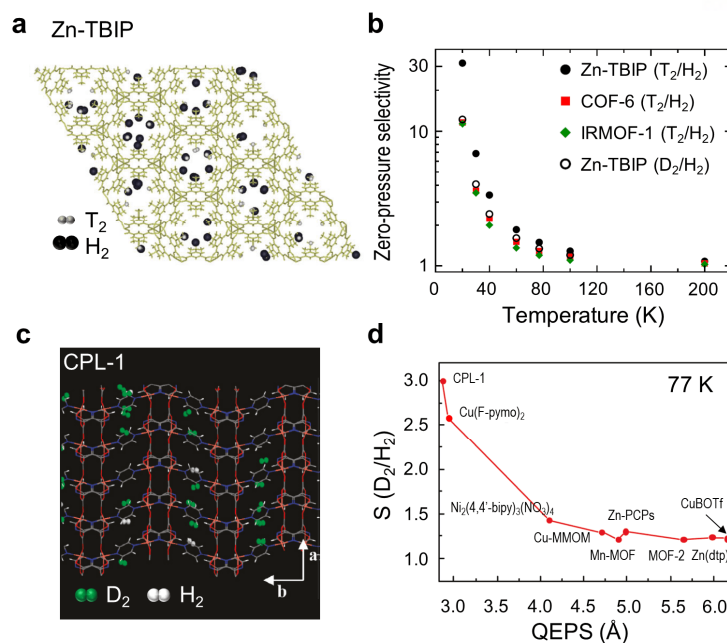 a Zn-TBIP
T₂
H₂
b
Zero-pressure selectivity
30
10
1
Zn-TBIP (T₂/H₂)
COF-6 (T₂/H₂)
IRMOF-1 (T₂/H₂)
Zn-TBIP (D₂/H₂)
0 40 80 120 160 200
Temperature (K)
c
CPL-1
D₂ H₂
a
b
d
77 K
S (D₂/H₂)
3.0
2.5
2.0
1.5
1.2
1.0
CPL-1
Cu(F-pymo)₂
Ni₂(4,4'-bipy)₃(NO₃)₄
Cu-MMOM
Mn-MOF
Zn-PCPs
MOF-2
CuBOTf
Zn(dtp)
3.0 3.5 4.0 4.5 5.0 5.5 6.0
QEPS (Å)